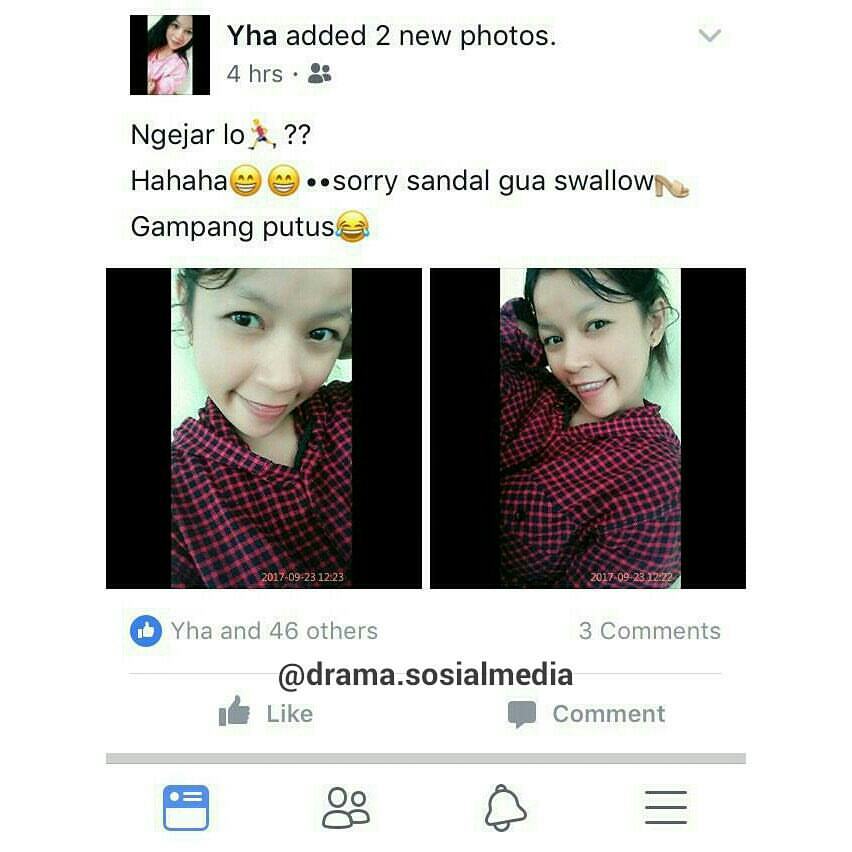 Yha added 2 new photos.
4 hrs ·
Ngejar lo🏃??
Hahaha😁😁••sorry sandal gua swallow👡
Gampang putus😂
2017-09-23 12:23
2017-09-23 12:22
Yha and 46 others
3 Comments
@drama.sosialmedia
Like
Comment